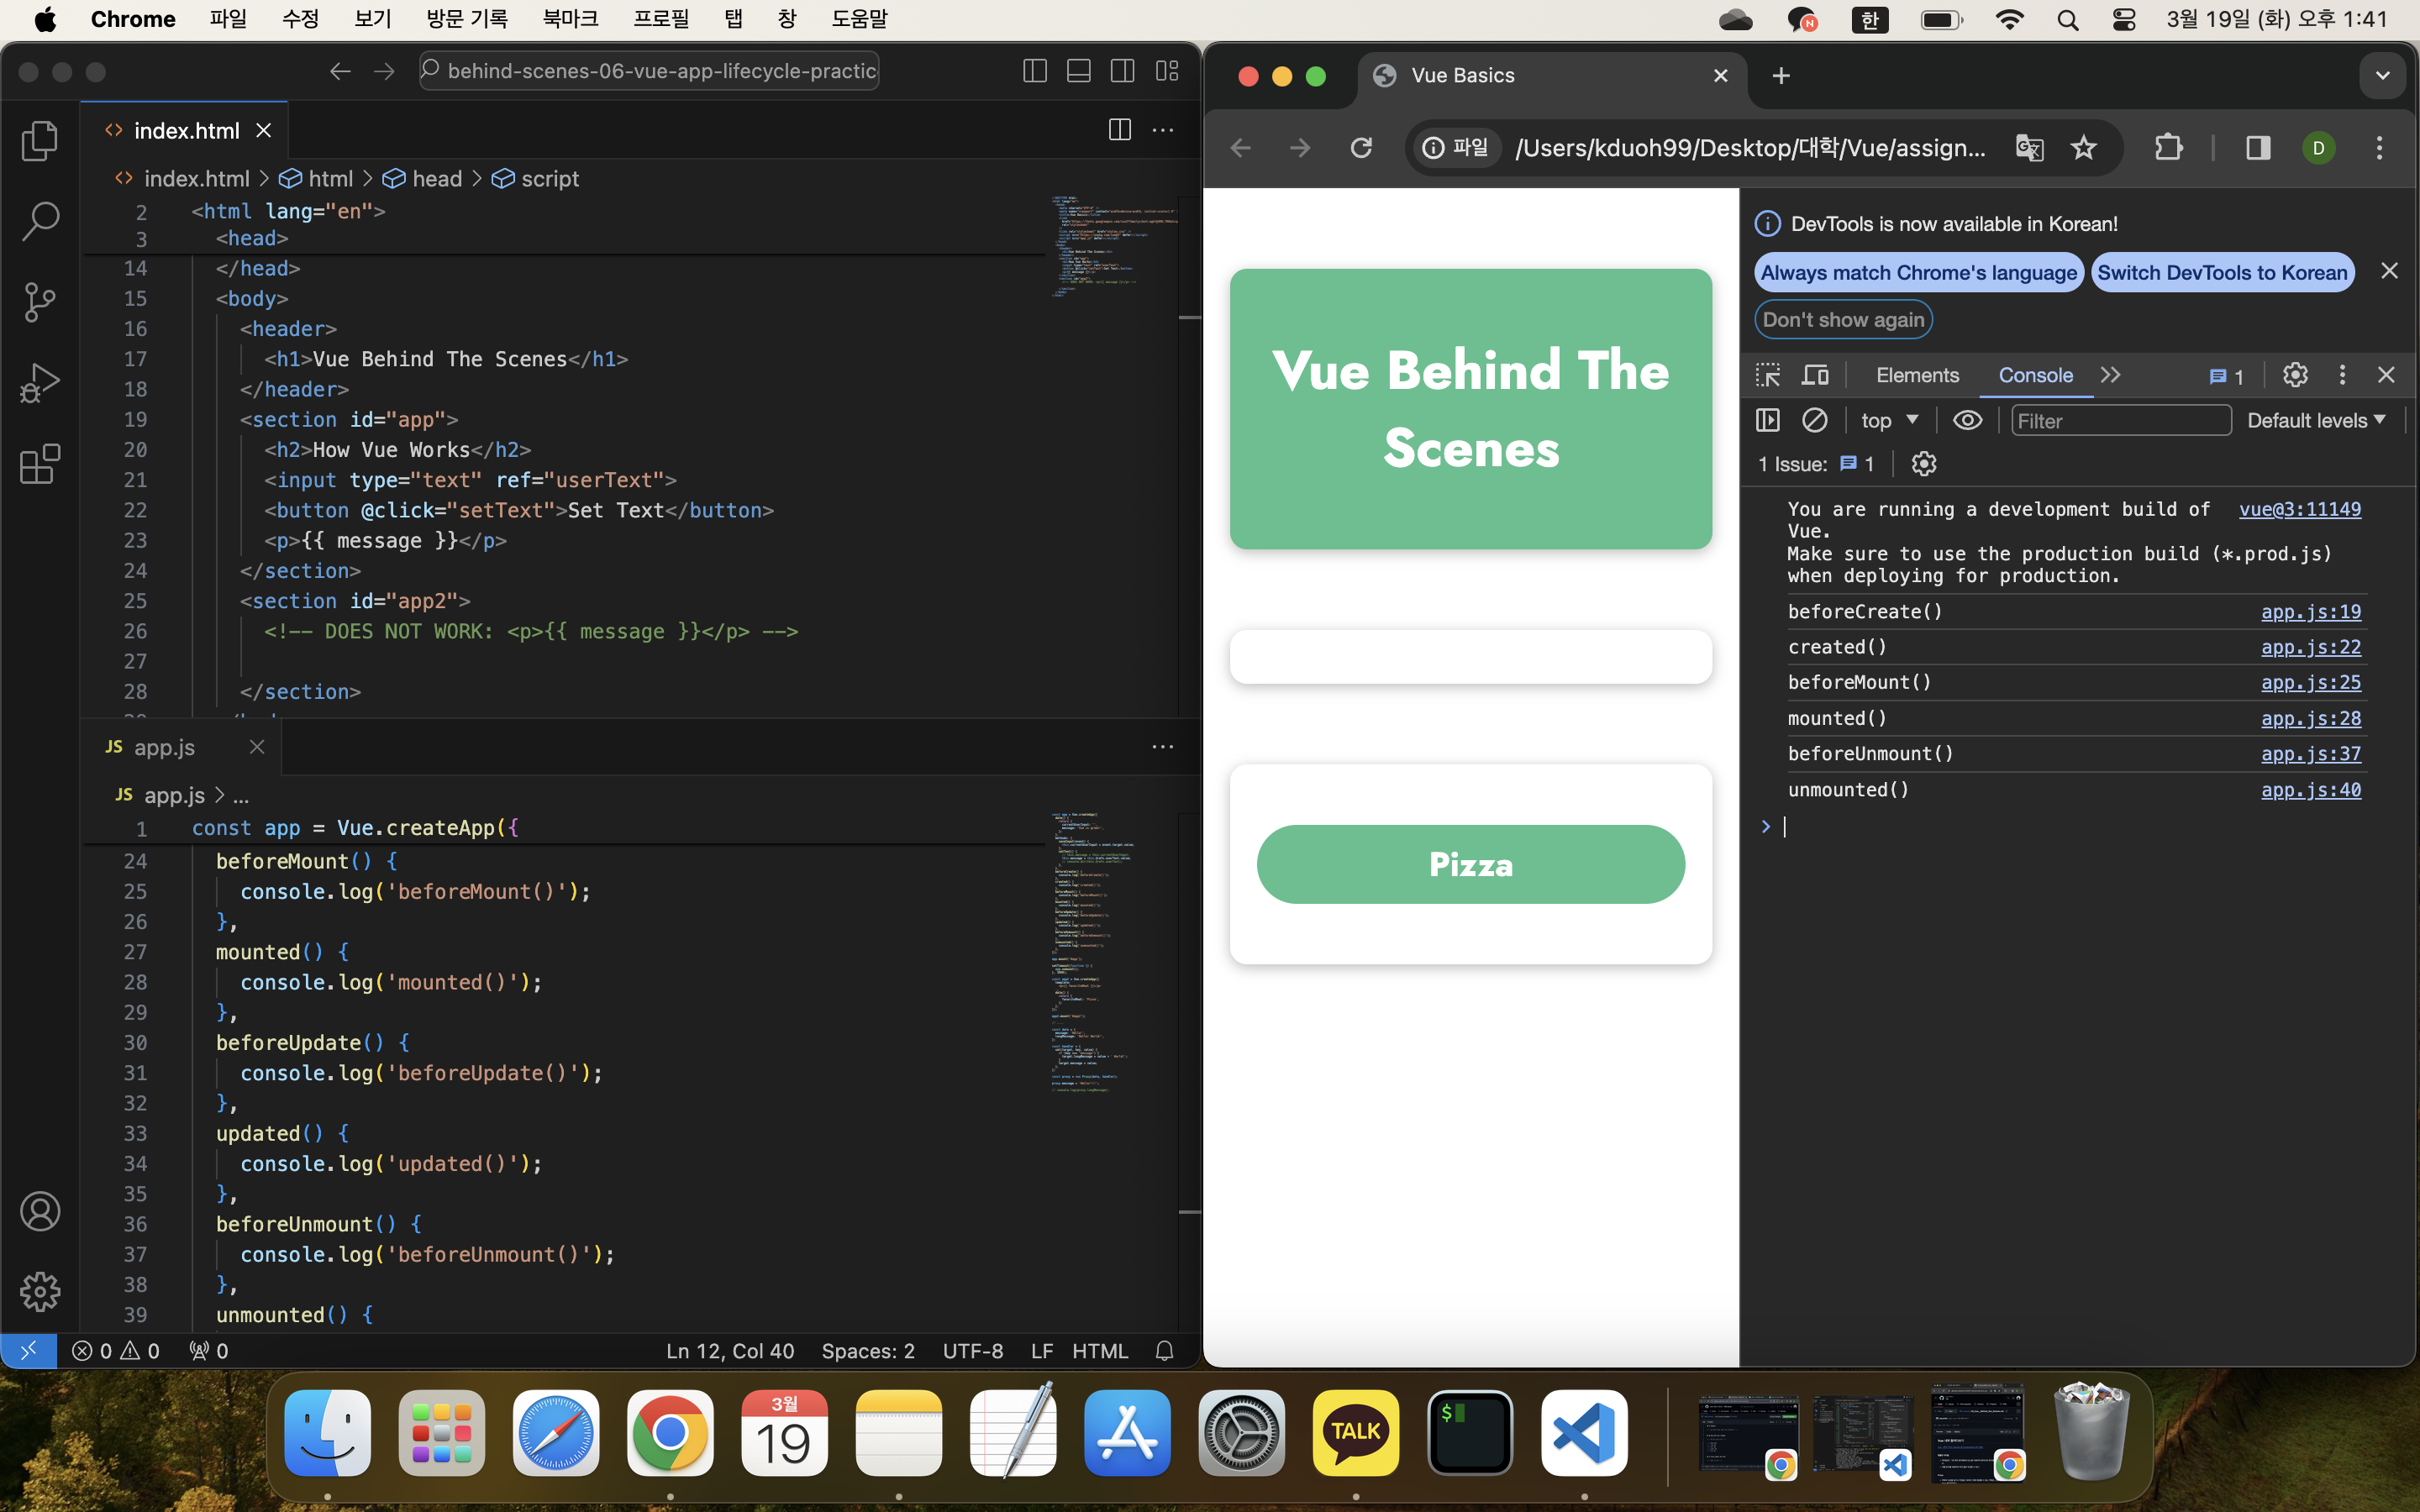 Chrome 파일 수정 보기 방문 기록 북마크 프로필 탭 창 도움말 한 3월 19일 (화) 오후 1:41
behind-scenes-06-vue-app-lifecycle-practic
index.html
index.html > html > head > script
2 <html lang="en">
3 <head>
14 </head>
15 <body>
16 <header>
17 <h1>Vue Behind The Scenes</h1>
18 </header>
19 <section id="app">
20 <h2>How Vue Works</h2>
21 <input type="text" ref="userText">
22 <button @click="setText">Set Text</button>
23 <p>{{ message }}</p>
24 </section>
25 <section id="app2">
26 <!-- DOES NOT WORK: <p>{{ message }}</p> -->
27
28 </section>
JS app.js
JS app.js > ...
1 const app = Vue.createApp({
24 beforeMount() {
25 console.log('beforeMount()');
26 },
27 mounted() {
28 console.log('mounted()');
29 },
30 beforeUpdate() {
31 console.log('beforeUpdate()');
32 },
33 updated() {
34 console.log('updated()');
35 },
36 beforeUnmount() {
37 console.log('beforeUnmount()');
38 },
39 unmounted() {
0 0 0 Ln 12, Col 40 Spaces: 2 UTF-8 LF HTML
Vue Basics
파일 /Users/kduoh99/Desktop/대학/Vue/assign... D
Vue Behind The
Scenes
Pizza
DevTools is now available in Korean!
Always match Chrome's language Switch DevTools to Korean
Don't show again
Elements Console 1
top Filter Default levels
1 Issue: 1
You are running a development build of vue@3:11149
Vue.
Make sure to use the production build (*.prod.js)
when deploying for production.
beforeCreate() app.js:19
created() app.js:22
beforeMount() app.js:25
mounted() app.js:28
beforeUnmount() app.js:37
unmounted() app.js:40
>
3월
19
TALK
$